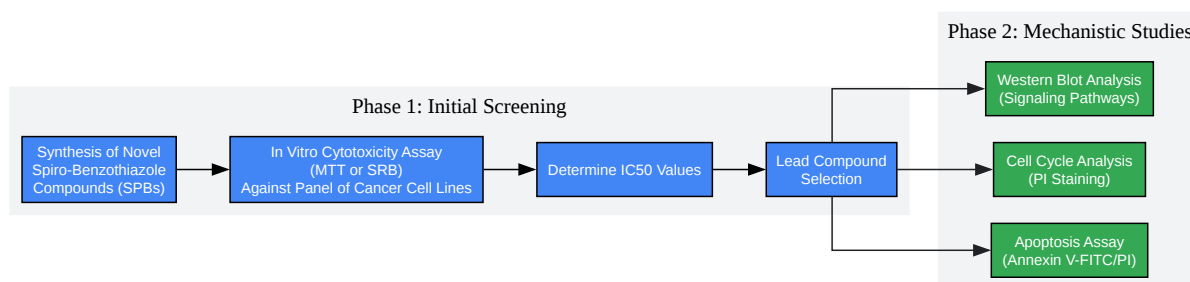 Phase 1: Initial Screening
Synthesis of Novel
Spiro-Benzothiazole
Compounds (SPBs)
In Vitro Cytotoxicity Assay
(MTT or SRB)
Against Panel of Cancer Cell Lines
Determine IC50 Values
Lead Compound
Selection
Phase 2: Mechanistic Studies
Western Blot Analysis
(Signaling Pathways)
Cell Cycle Analysis
(PI Staining)
Apoptosis Assay
(Annexin V-FITC/PI)